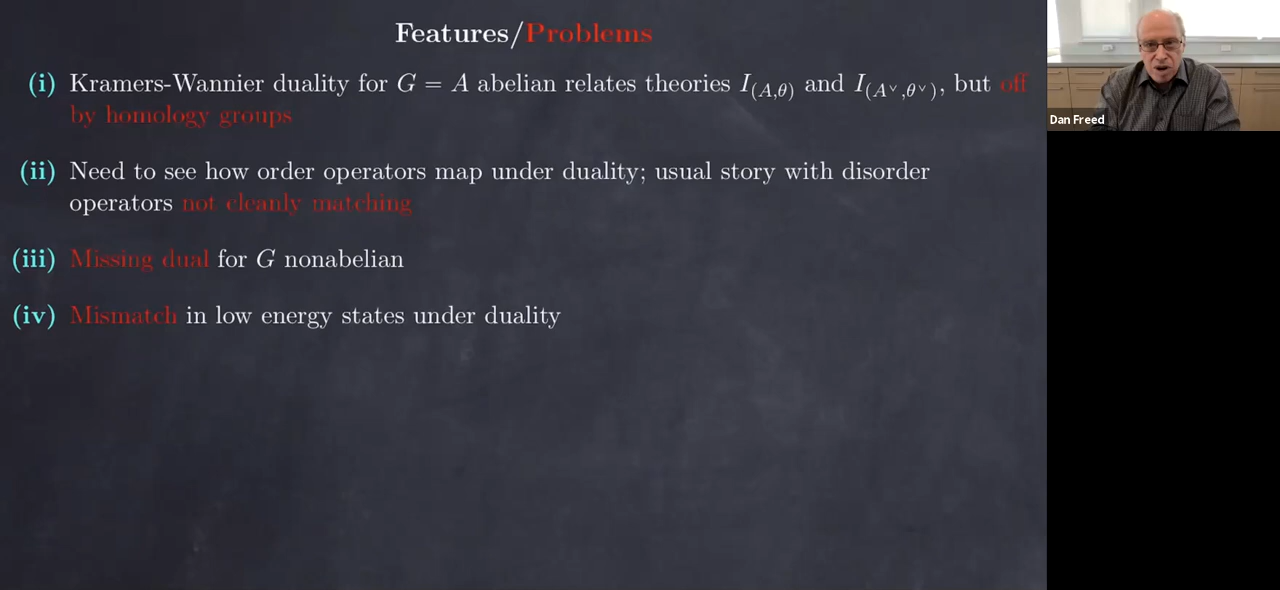 Features/Problems
(i) Kramers-Wannier duality for G = A abelian relates theories I_(A,θ) and I_(A^∨,θ^∨), but off
by homology groups
(ii) Need to see how order operators map under duality; usual story with disorder
operators not cleanly matching
(iii) Missing dual for G nonabelian
(iv) Mismatch in low energy states under duality
Dan Freed